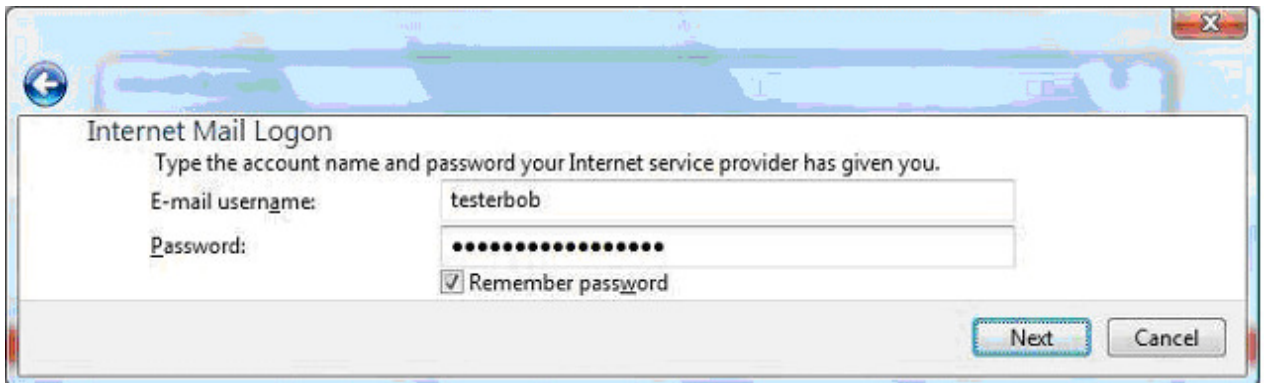 Internet Mail Logon
Type the account name and password your Internet service provider has given you.
E-mail username: testerbob
Password: •••••••••••••••••
Remember password
Next Cancel